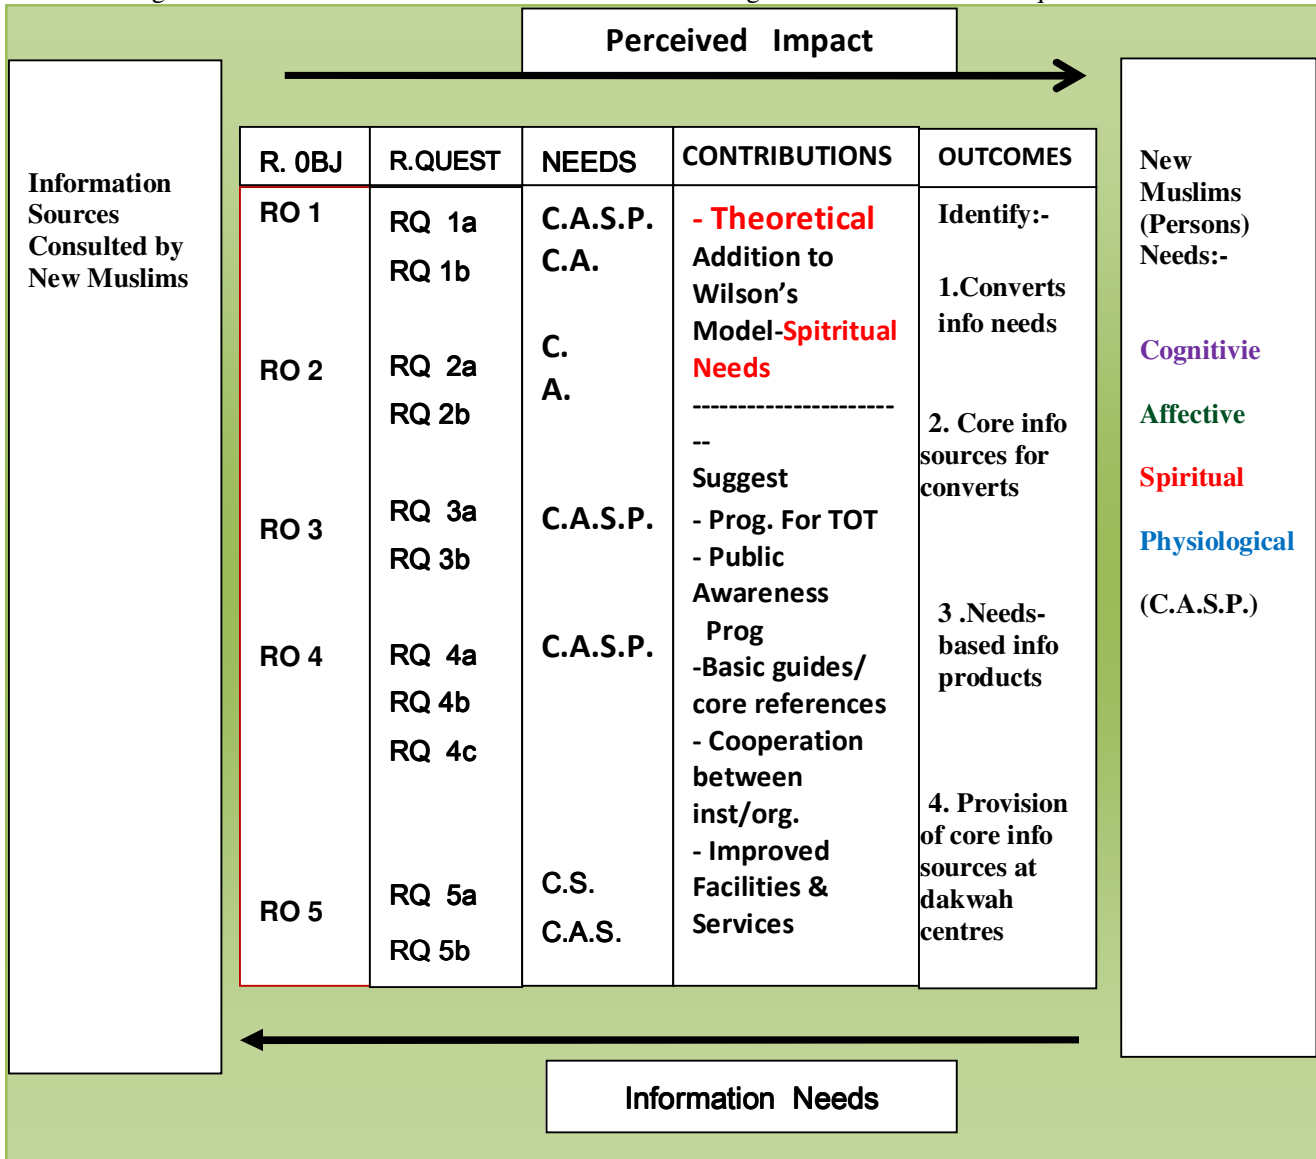 Perceived Impact
Information
Sources
Consulted by
New Muslims
R. 0BJ
RO 1
RO 2
RO 3
RO 4
RO 5
R.QUEST
RQ 1a
RQ 1b
RQ 2a
RQ 2b
RQ 3a
RQ 3b
RQ 4a
RQ 4b
RQ 4c
RQ 5a
RQ 5b
NEEDS
C.A.S.P.
C.A.
C.
A.
C.A.S.P.
C.A.S.P.
C.S.
C.A.S.
CONTRIBUTIONS
- Theoretical
Addition to
Wilson’s
Model-Spitritual
Needs
----------------------
--
Suggest
- Prog. For TOT
- Public
Awareness
Prog
-Basic guides/
core references
- Cooperation
between
inst/org.
- Improved
Facilities &
Services
OUTCOMES
Identify:-
1.Converts
info needs
2. Core info
sources for
converts
3 .Needs-
based info
products
4. Provision
of core info
sources at
dakwah
centres
New
Muslims
(Persons)
Needs:-
Cognitivie
Affective
Spiritual
Physiological
(C.A.S.P.)
Information Needs